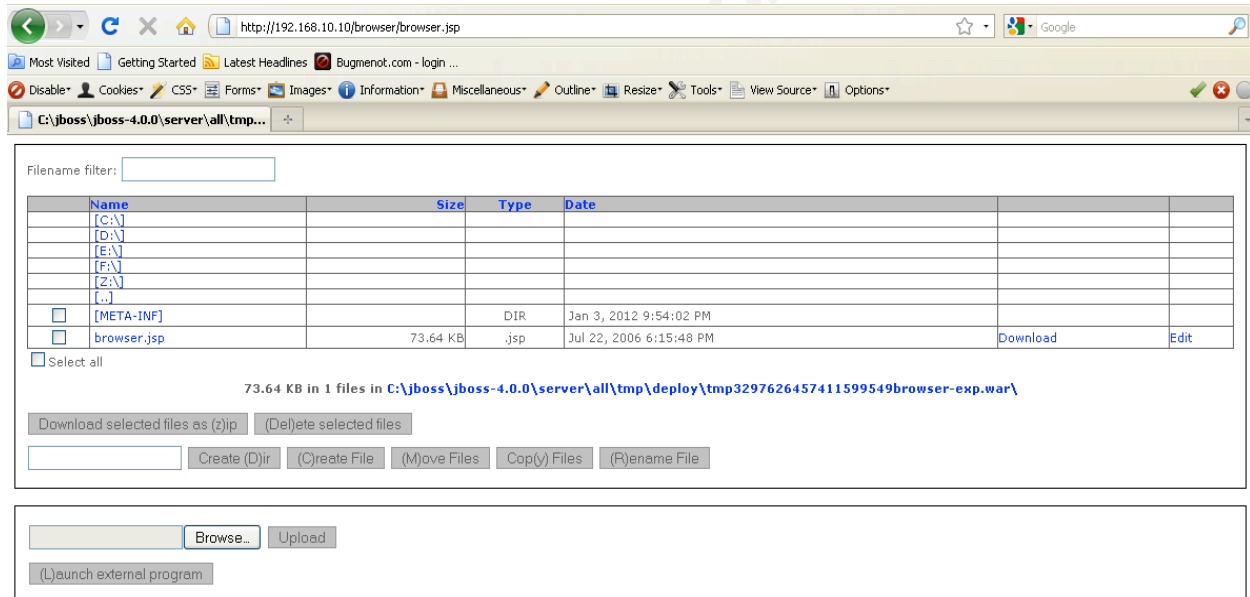 http://192.168.10.10/browser/browser.jsp Google
Most Visited Getting Started Latest Headlines Bugmenot.com - login ...
Disable Cookies CSS Forms Images Information Miscellaneous Outline Resize Tools View Source Options
C:\jboss\jboss-4.0.0\server\all\tmp...
Filename filter:
Name Size Type Date
[C:\]
[D:\]
[E:\]
[F:\]
[Z:\]
[..]
[META-INF] DIR Jan 3, 2012 9:54:02 PM
browser.jsp 73.64 KB .jsp Jul 22, 2006 6:15:48 PM Download Edit
Select all
73.64 KB in 1 files in C:\jboss\jboss-4.0.0\server\all\tmp\deploy\tmp3297626457411599549browser-exp.war\
Download selected files as (z)ip (Del)ete selected files
Create (D)ir (C)reate File (M)ove Files Cop(y) Files (R)ename File
Browse... Upload
(L)aunch external program